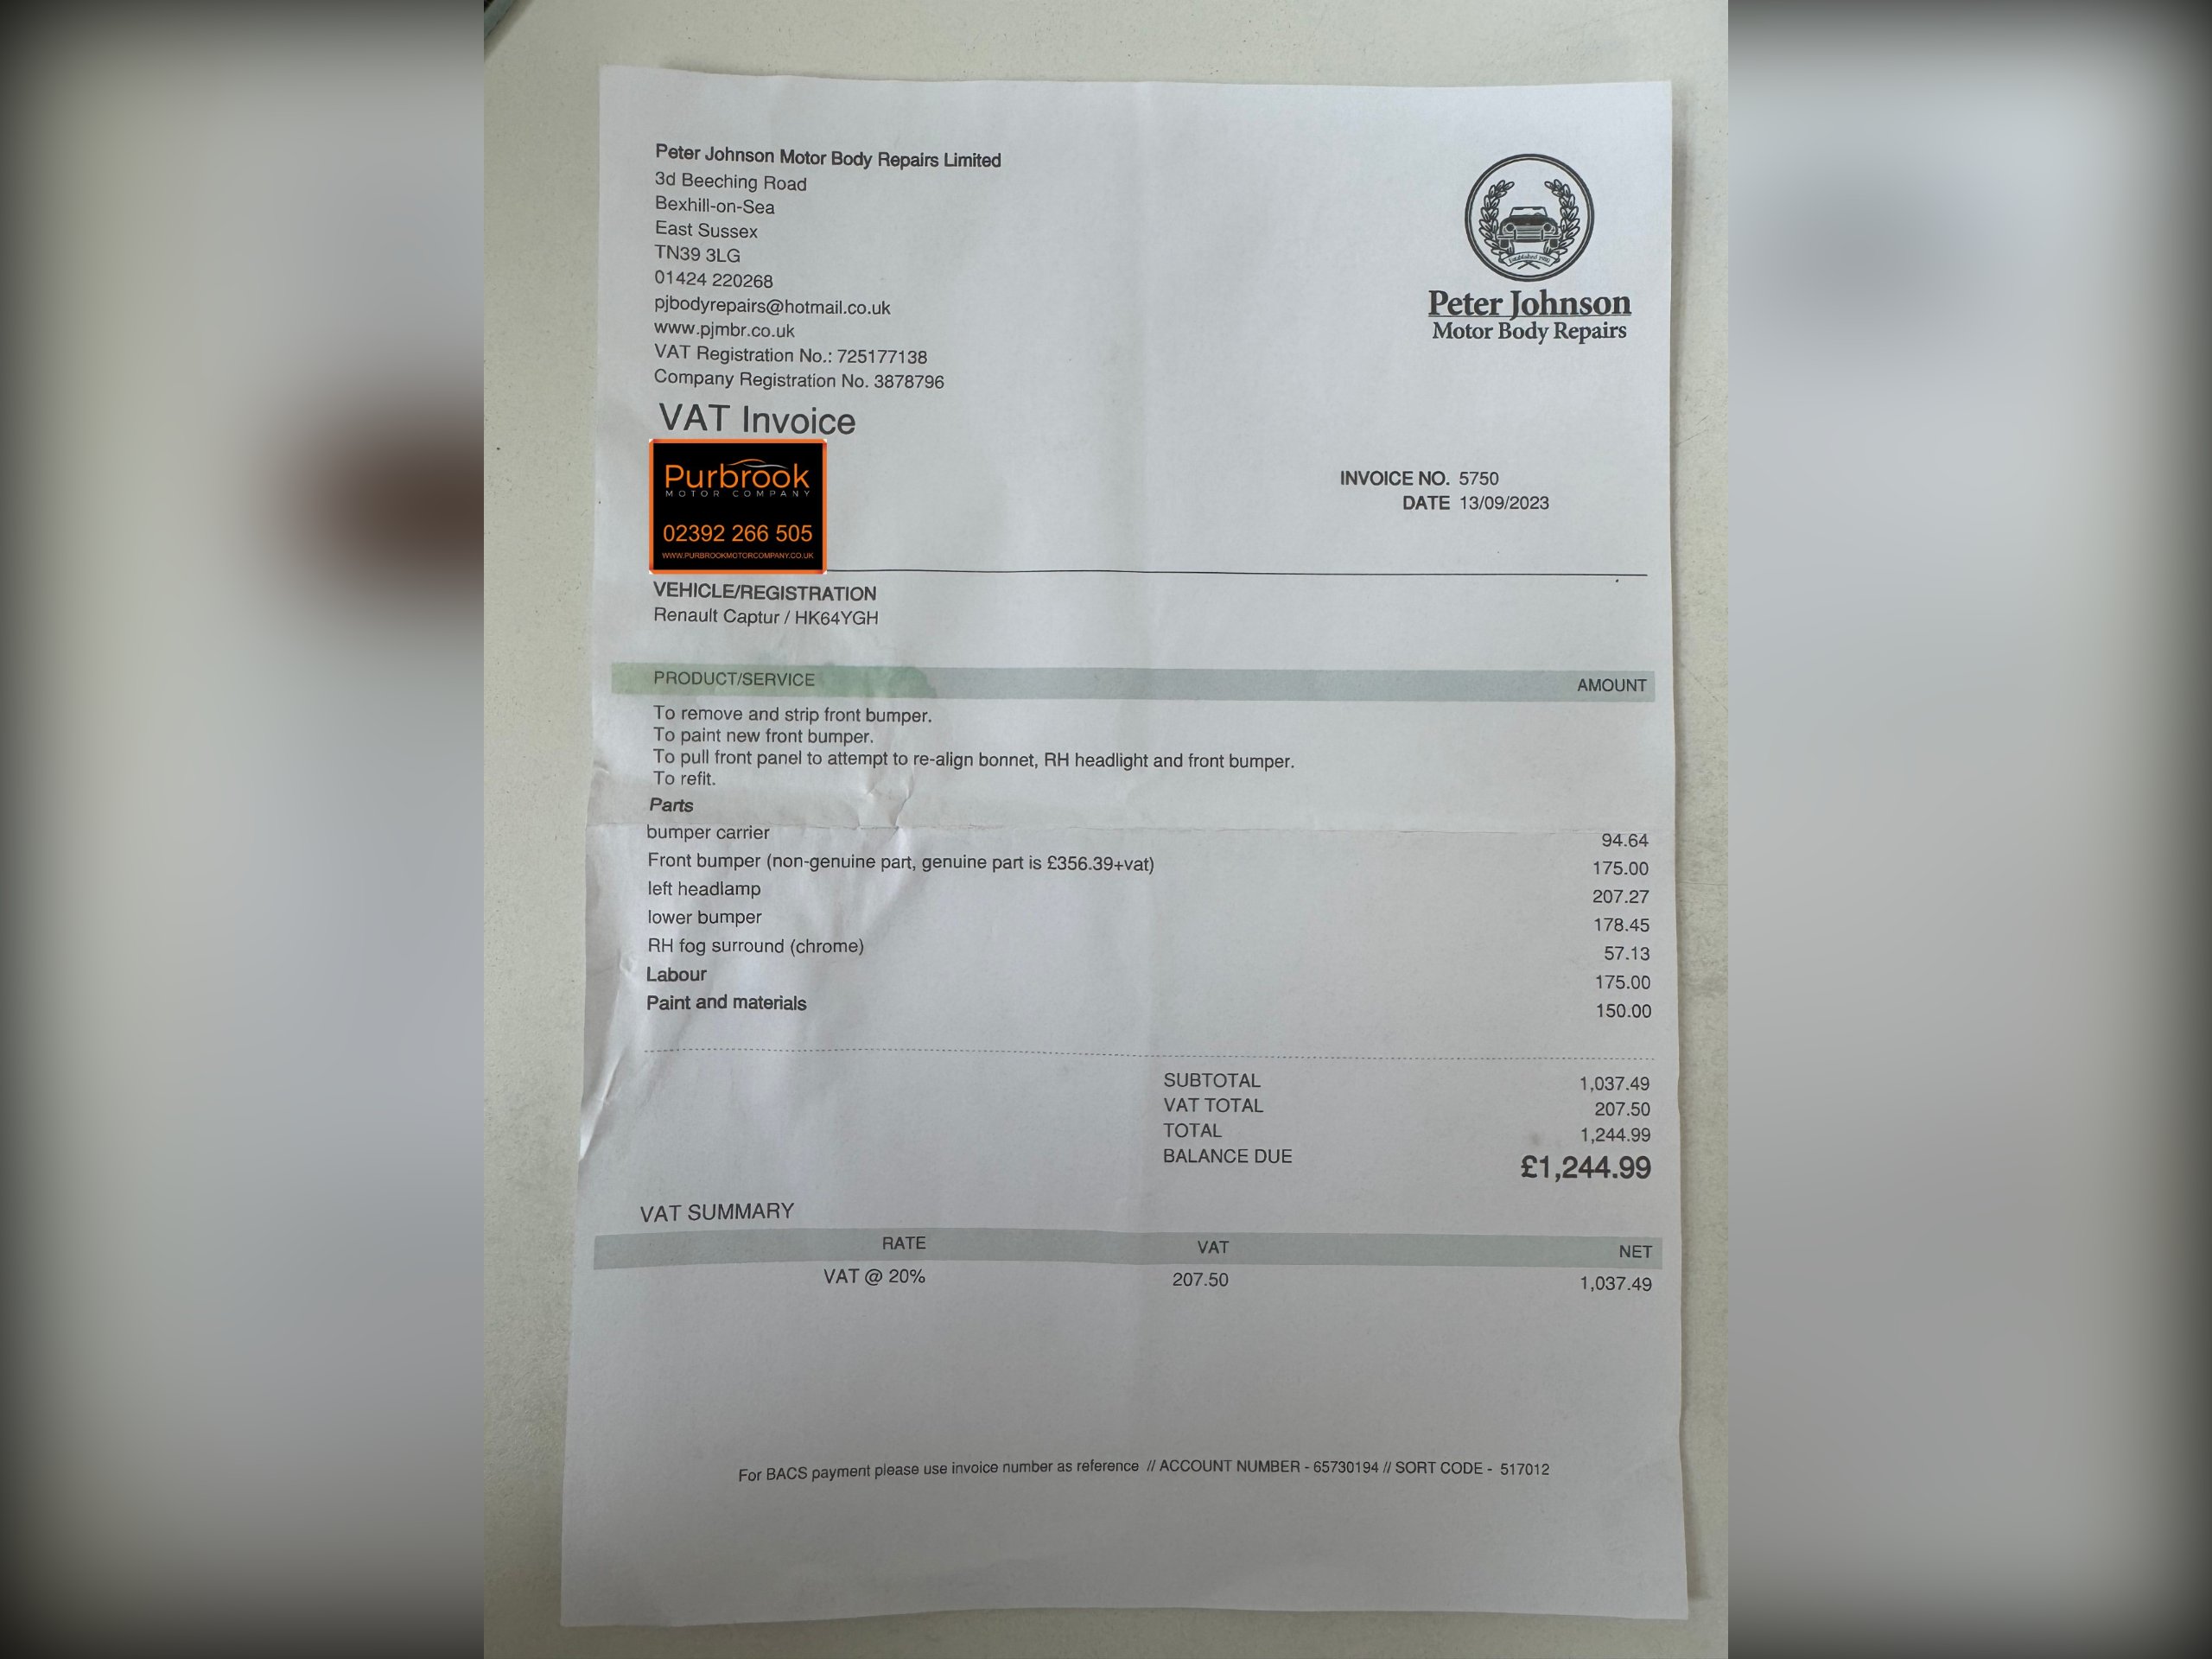 Peter Johnson Motor Body Repairs Limited
3d Beeching Road
Bexhill-on-Sea
East Sussex
TN39 3LG
01424 220268
pjbodyrepairs@hotmail.co.uk
www.pjmbr.co.uk
VAT Registration No.: 725177138
Company Registration No. 3878796
Peter Johnson
Motor Body Repairs
VAT Invoice
Purbrook
MOTOR COMPANY
02392 266 505
WWW.PURBROOKMOTORCOMPANY.CO.UK
INVOICE NO. 5750
DATE 13/09/2023
VEHICLE/REGISTRATION
Renault Captur / HK64YGH
PRODUCT/SERVICE AMOUNT
To remove and strip front bumper.
To paint new front bumper.
To pull front panel to attempt to re-align bonnet, RH headlight and front bumper.
To refit.
Parts
bumper carrier 94.64
Front bumper (non-genuine part, genuine part is £356.39+vat) 175.00
left headlamp 207.27
lower bumper 178.45
RH fog surround (chrome) 57.13
Labour 175.00
Paint and materials 150.00
SUBTOTAL 1,037.49
VAT TOTAL 207.50
TOTAL 1,244.99
BALANCE DUE £1,244.99
VAT SUMMARY
RATE VAT NET
VAT @ 20% 207.50 1,037.49
For BACS payment please use invoice number as reference // ACCOUNT NUMBER - 65730194 // SORT CODE - 517012